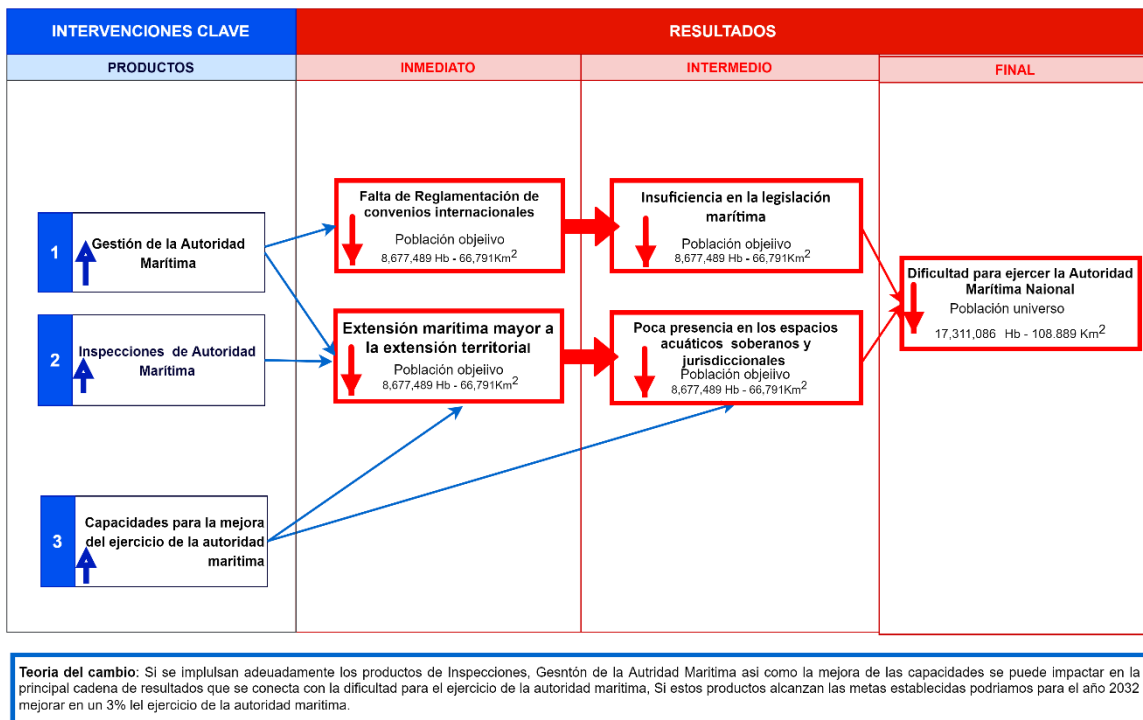 INTERVENCIONES CLAVE
RESULTADOS
PRODUCTOS
INMEDIATO
INTERMEDIO
FINAL
1
Gestión de la Autoridad
Marítima
2
Inspecciones de Autoridad
Marítima
3
Capacidades para la mejora
del ejercicio de la autoridad
maritima
Falta de Reglamentación de
convenios internacionales
Población objeiivo
8,677,489 Hb - 66,791Km²
Extensión marítima mayor a
la extensión territorial
Población objeiivo
8,677,489 Hb - 66,791Km²
Insuficiencia en la legislación
marítima
Población objeiivo
8,677,489 Hb - 66,791Km²
Poca presencia en los espacios
acuáticos soberanos y
jurisdiccionales
Población objeiivo
8,677,489 Hb - 66,791Km²
Dificultad para ejercer la Autoridad
Marítima Naional
Población universo
17,311,086 Hb - 108.889 Km²
Teoria del cambio: Si se implulsan adeuadamente los productos de Inspecciones, Gesntón de la Autridad Maritima asi como la mejora de las capacidades se puede impactar en la
principal cadena de resultados que se conecta con la dificultad para el ejercicio de la autoridad maritima, Si estos productos alcanzan las metas establecidas podriamos para el año 2032
mejorar en un 3% lel ejercicio de la autoridad maritima.